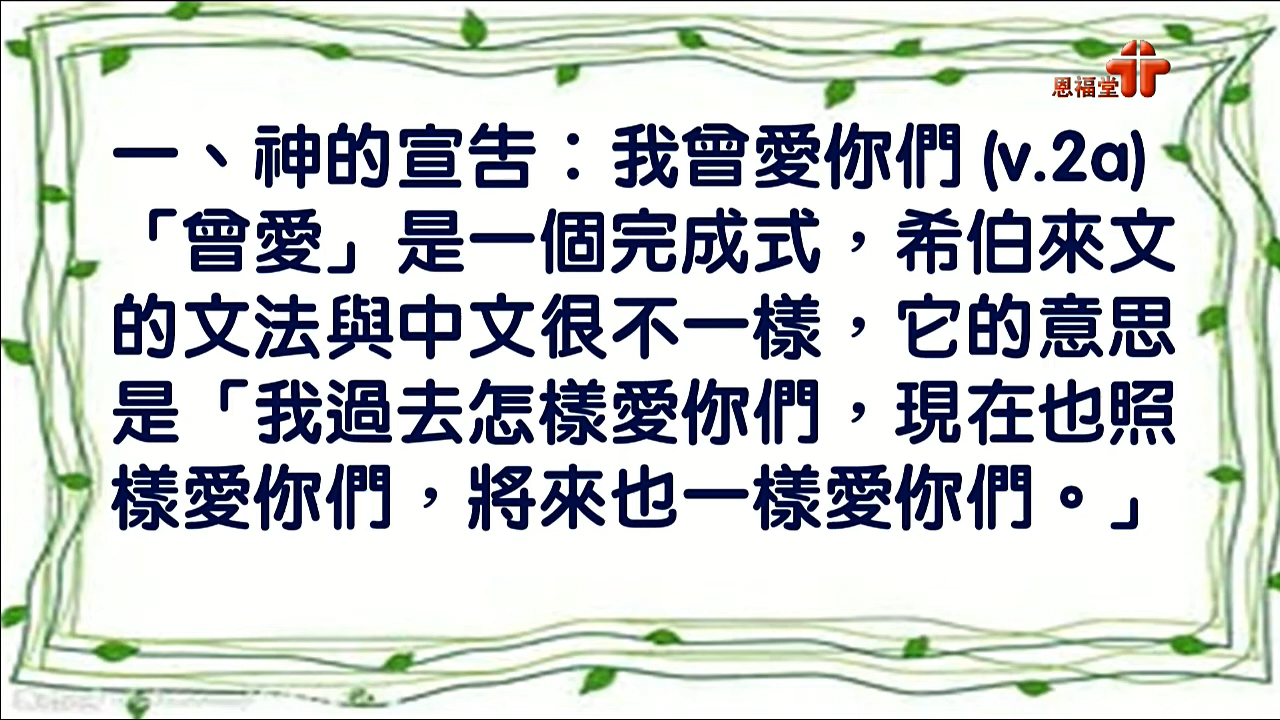 恩福堂
一、神的宣告：我曾愛你們 (v.2a)
「曾愛」是一個完成式，希伯來文
的文法與中文很不一樣，它的意思
是「我過去怎樣愛你們，現在也照
樣愛你們，將來也一樣愛你們。」